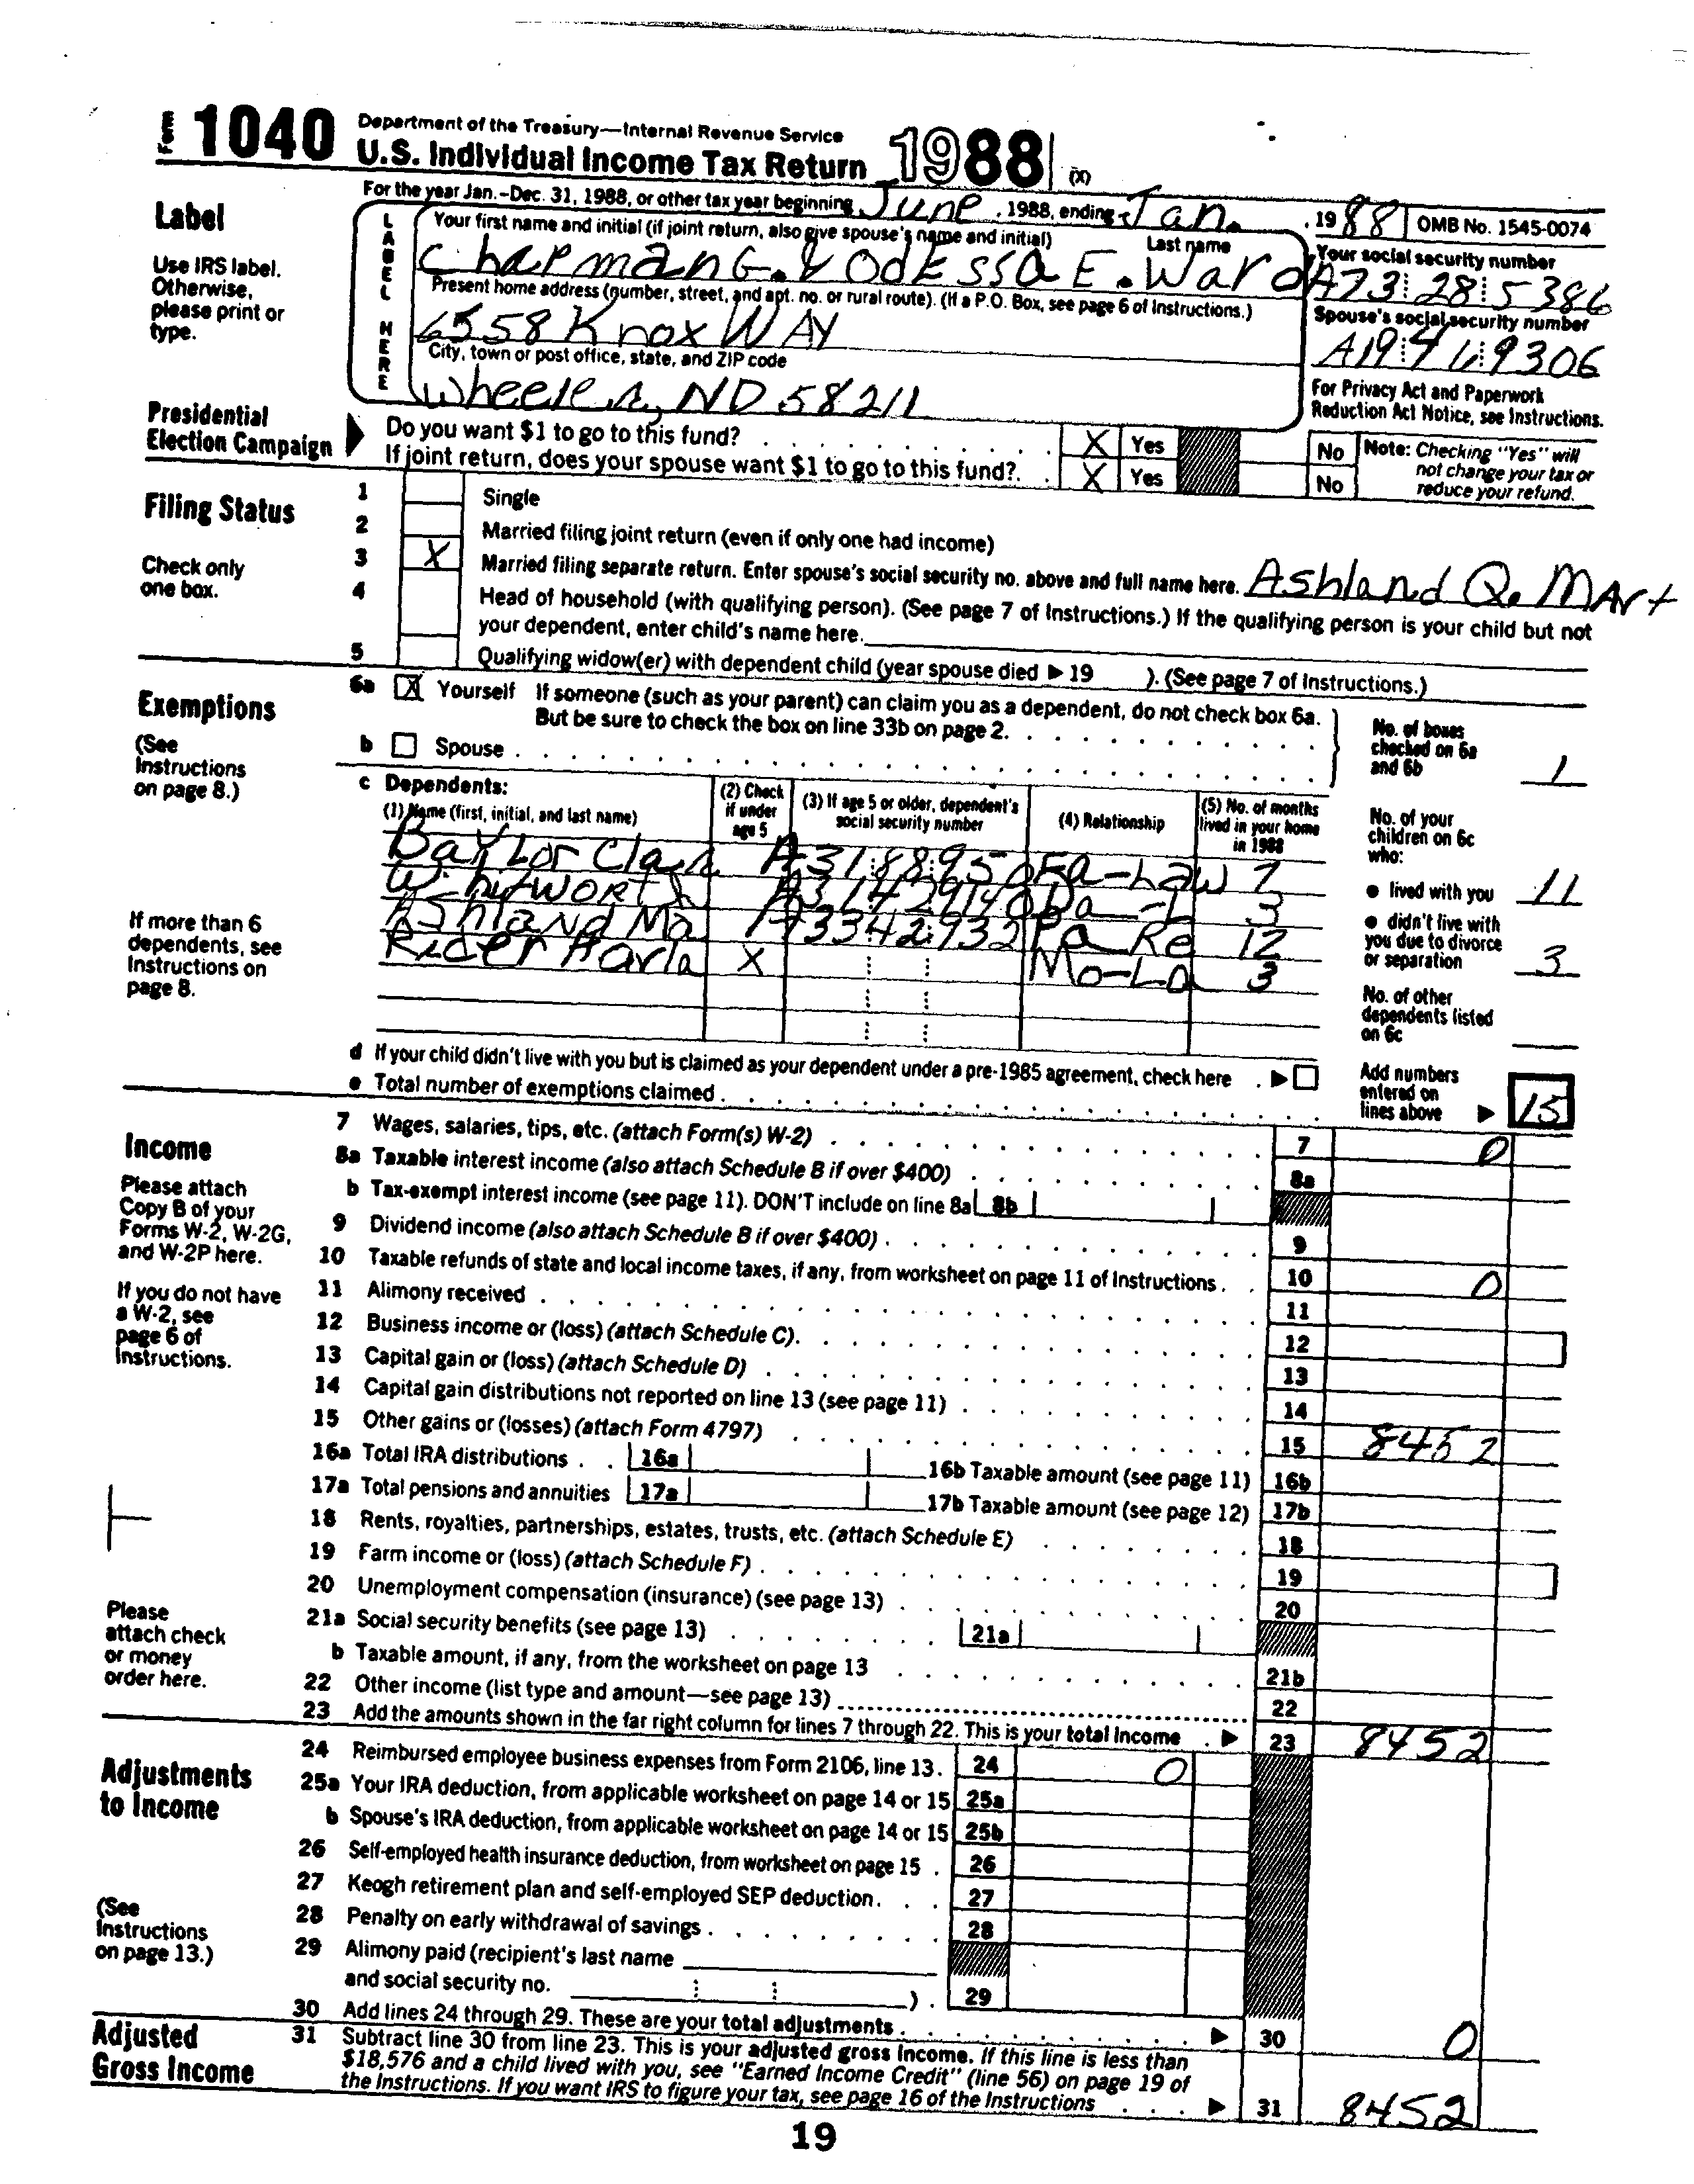 Form 1040 Department of the Treasury—Internal Revenue Service
U.S. Individual Income Tax Return 1988 (X)
For the year Jan.–Dec. 31, 1988, or other tax year beginning June , 1988, ending Jan. , 19 88 OMB No. 1545-0074
Label
Use IRS label.
Otherwise,
please print or
type.
LABEL HERE
Your first name and initial (if joint return, also give spouse's name and initial) Last name
Chapman G. & Odessa E. Ward
Your social security number
A73 28 5386
Present home address (number, street, and apt. no. or rural route). (If a P.O. Box, see page 6 of Instructions.)
6558 Knox WAY
Spouse's social security number
City, town or post office, state, and ZIP code
Wheeler, ND 58211
For Privacy Act and Paperwork
Reduction Act Notice, see Instructions.
Presidential
Election Campaign
Do you want $1 to go to this fund? X Yes No
If joint return, does your spouse want $1 to go to this fund? X Yes No
Note: Checking "Yes" will
not change your tax or
reduce your refund.
Filing Status
Check only
one box.
1 Single
2 Married filing joint return (even if only one had income)
3 X Married filing separate return. Enter spouse's social security no. above and full name here. Ashland Q. Mart
4 Head of household (with qualifying person). (See page 7 of Instructions.) If the qualifying person is your child but not
your dependent, enter child's name here.
5 Qualifying widow(er) with dependent child (year spouse died ▶ 19 ). (See page 7 of Instructions.)
Exemptions
(See
Instructions
on page 8.)
If more than 6
dependents, see
Instructions on
page 8.
6a X Yourself If someone (such as your parent) can claim you as a dependent, do not check box 6a.
But be sure to check the box on line 33b on page 2.
b Spouse
No. of boxes
checked on 6a
and 6b 1
c Dependents:
(1) Name (first, initial, and last name) (2) Check if under age 5 (3) If age 5 or older, dependent's social security number (4) Relationship (5) No. of months lived in your home in 1988
Baylor Clar A31 88 950 Fa-Law 7
Whitworth Da-L 3
Ashland Ma A33 42 932 Pa Re 12
Rider Harla X Mo-La 3
No. of your
children on 6c
who:
● lived with you 11
● didn't live with
you due to divorce
or separation 3
No. of other
dependents listed
on 6c
d If your child didn't live with you but is claimed as your dependent under a pre-1985 agreement, check here ▶
e Total number of exemptions claimed
Add numbers
entered on
lines above ▶ 15
Income
Please attach
Copy B of your
Forms W-2, W-2G,
and W-2P here.
If you do not have
a W-2, see
page 6 of
Instructions.
Please
attach check
or money
order here.
7 Wages, salaries, tips, etc. (attach Form(s) W-2) 7 0
8a Taxable interest income (also attach Schedule B if over $400) 8a
b Tax-exempt interest income (see page 11). DON'T include on line 8a 8b
9 Dividend income (also attach Schedule B if over $400) 9
10 Taxable refunds of state and local income taxes, if any, from worksheet on page 11 of Instructions 10 0
11 Alimony received 11
12 Business income or (loss) (attach Schedule C) 12
13 Capital gain or (loss) (attach Schedule D) 13
14 Capital gain distributions not reported on line 13 (see page 11) 14
15 Other gains or (losses) (attach Form 4797) 15 8452
16a Total IRA distributions 16a 16b Taxable amount (see page 11) 16b
17a Total pensions and annuities 17a 17b Taxable amount (see page 12) 17b
18 Rents, royalties, partnerships, estates, trusts, etc. (attach Schedule E) 18
19 Farm income or (loss) (attach Schedule F) 19
20 Unemployment compensation (insurance) (see page 13) 20
21a Social security benefits (see page 13) 21a
b Taxable amount, if any, from the worksheet on page 13 21b
22 Other income (list type and amount—see page 13) 22
23 Add the amounts shown in the far right column for lines 7 through 22. This is your total income ▶ 23 8452
Adjustments
to Income
(See
Instructions
on page 13.)
24 Reimbursed employee business expenses from Form 2106, line 13. 24 0
25a Your IRA deduction, from applicable worksheet on page 14 or 15 25a
b Spouse's IRA deduction, from applicable worksheet on page 14 or 15 25b
26 Self-employed health insurance deduction, from worksheet on page 15 26
27 Keogh retirement plan and self-employed SEP deduction 27
28 Penalty on early withdrawal of savings 28
29 Alimony paid (recipient's last name
and social security no. ) 29
30 Add lines 24 through 29. These are your total adjustments ▶ 30 0
Adjusted
Gross Income
31 Subtract line 30 from line 23. This is your adjusted gross income. If this line is less than
$18,576 and a child lived with you, see "Earned Income Credit" (line 56) on page 19 of
the Instructions. If you want IRS to figure your tax, see page 16 of the Instructions ▶ 31 8452
19